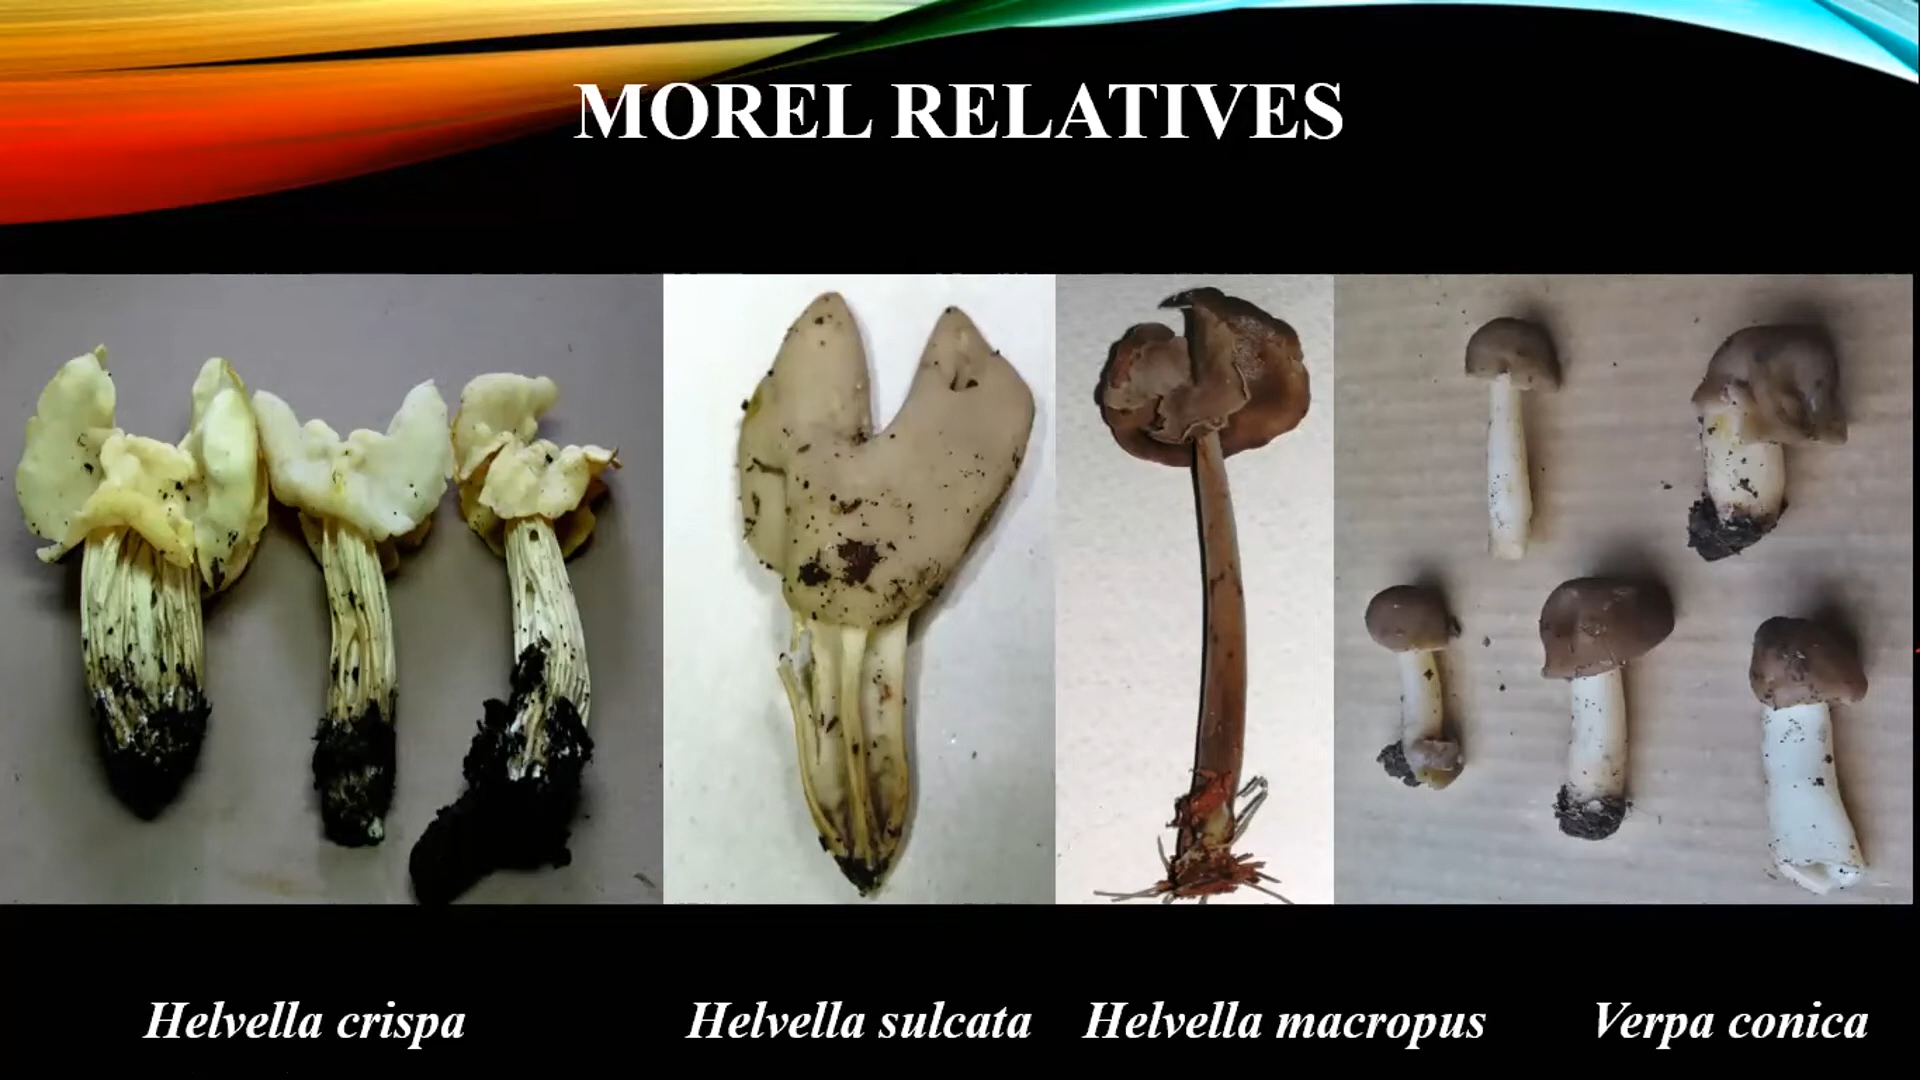 MOREL RELATIVES
Helvella crispa
Helvella sulcata
Helvella macropus
Verpa conica